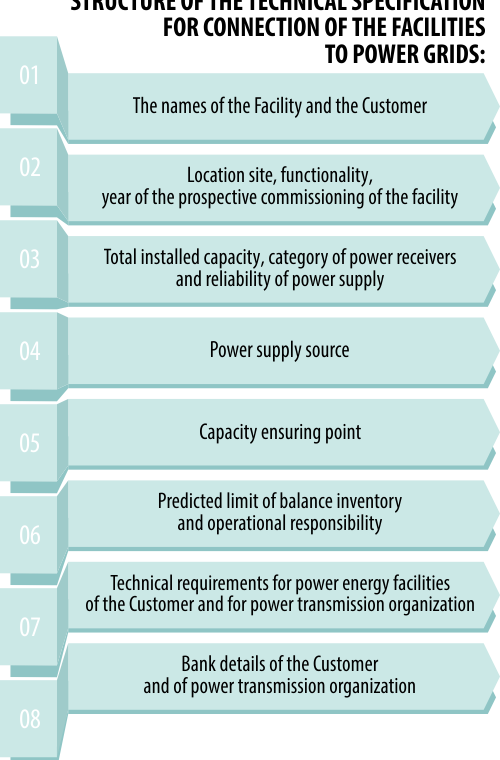 STRUCTURE OF THE TECHNICAL SPECIFICATION
FOR CONNECTION OF THE FACILITIES
TO POWER GRIDS:
01
The names of the Facility and the Customer
02
Location site, functionality,
year of the prospective commissioning of the facility
03
Total installed capacity, category of power receivers
and reliability of power supply
04
Power supply source
05
Capacity ensuring point
06
Predicted limit of balance inventory
and operational responsibility
07
Technical requirements for power energy facilities
of the Customer and for power transmission organization
08
Bank details of the Customer
and of power transmission organization